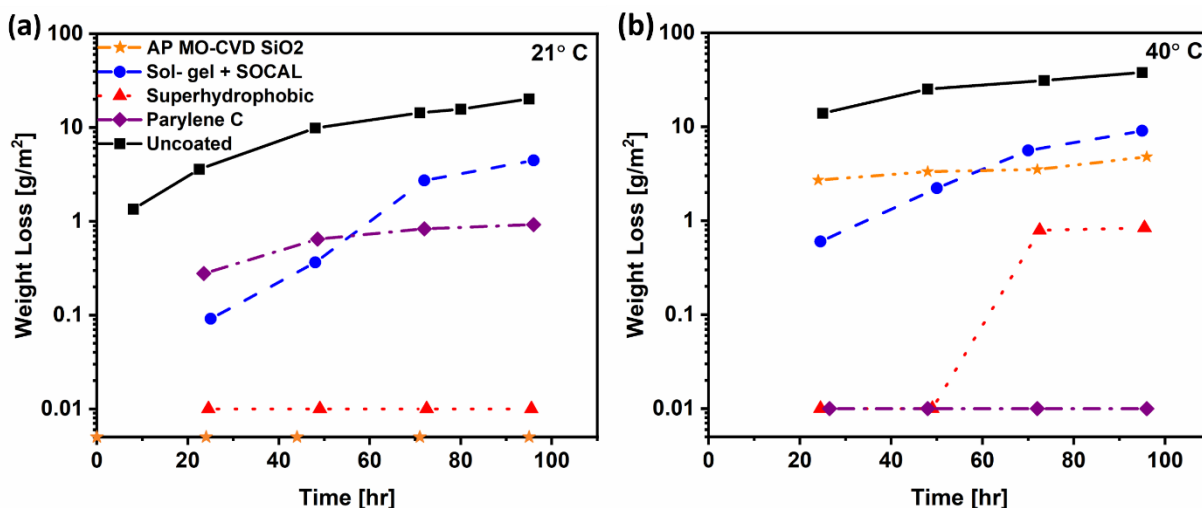 (a)
100
10
1
0.1
0.01
Weight Loss [g/m²]
AP MO-CVD SiO2
Sol- gel + SOCAL
Superhydrophobic
Parylene C
Uncoated
21° C
0
20
40
60
80
100
Time [hr]
(b)
100
10
1
0.1
0.01
Weight Loss [g/m²]
40° C
0
20
40
60
80
100
Time [hr]